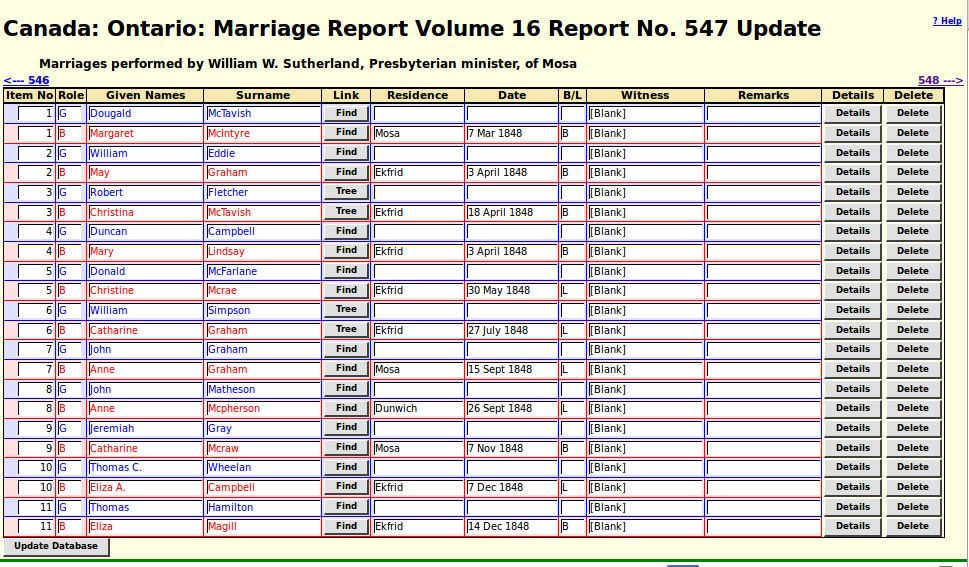 Canada: Ontario: Marriage Report Volume 16 Report No. 547 Update
? Help
Marriages performed by William W. Sutherland, Presbyterian minister, of Mosa
<--- 546 548 --->
Item No Role Given Names Surname Link Residence Date B/L Witness Remarks Details Delete
1 G Dougald McTavish Find [Blank] Details Delete
1 B Margaret McIntyre Find Mosa 7 Mar 1848 B [Blank] Details Delete
2 G William Eddie Find [Blank] Details Delete
2 B May Graham Find Ekfrid 3 April 1848 B [Blank] Details Delete
3 G Robert Fletcher Tree [Blank] Details Delete
3 B Christina McTavish Tree Ekfrid 18 April 1848 B [Blank] Details Delete
4 G Duncan Campbell Find [Blank] Details Delete
4 B Mary Lindsay Find Ekfrid 3 April 1848 B [Blank] Details Delete
5 G Donald McFarlane Find [Blank] Details Delete
5 B Christine Mcrae Find Ekfrid 30 May 1848 L [Blank] Details Delete
6 G William Simpson Tree [Blank] Details Delete
6 B Catharine Graham Tree Ekfrid 27 July 1848 L [Blank] Details Delete
7 G John Graham Find [Blank] Details Delete
7 B Anne Graham Find Mosa 15 Sept 1848 L [Blank] Details Delete
8 G John Matheson Find [Blank] Details Delete
8 B Anne Mcpherson Find Dunwich 26 Sept 1848 L [Blank] Details Delete
9 G Jeremiah Gray Find [Blank] Details Delete
9 B Catharine Mcraw Find Mosa 7 Nov 1848 B [Blank] Details Delete
10 G Thomas C. Wheelan Find [Blank] Details Delete
10 B Eliza A. Campbell Find Ekfrid 7 Dec 1848 L [Blank] Details Delete
11 G Thomas Hamilton Find [Blank] Details Delete
11 B Eliza Magill Find Ekfrid 14 Dec 1848 B [Blank] Details Delete
Update Database